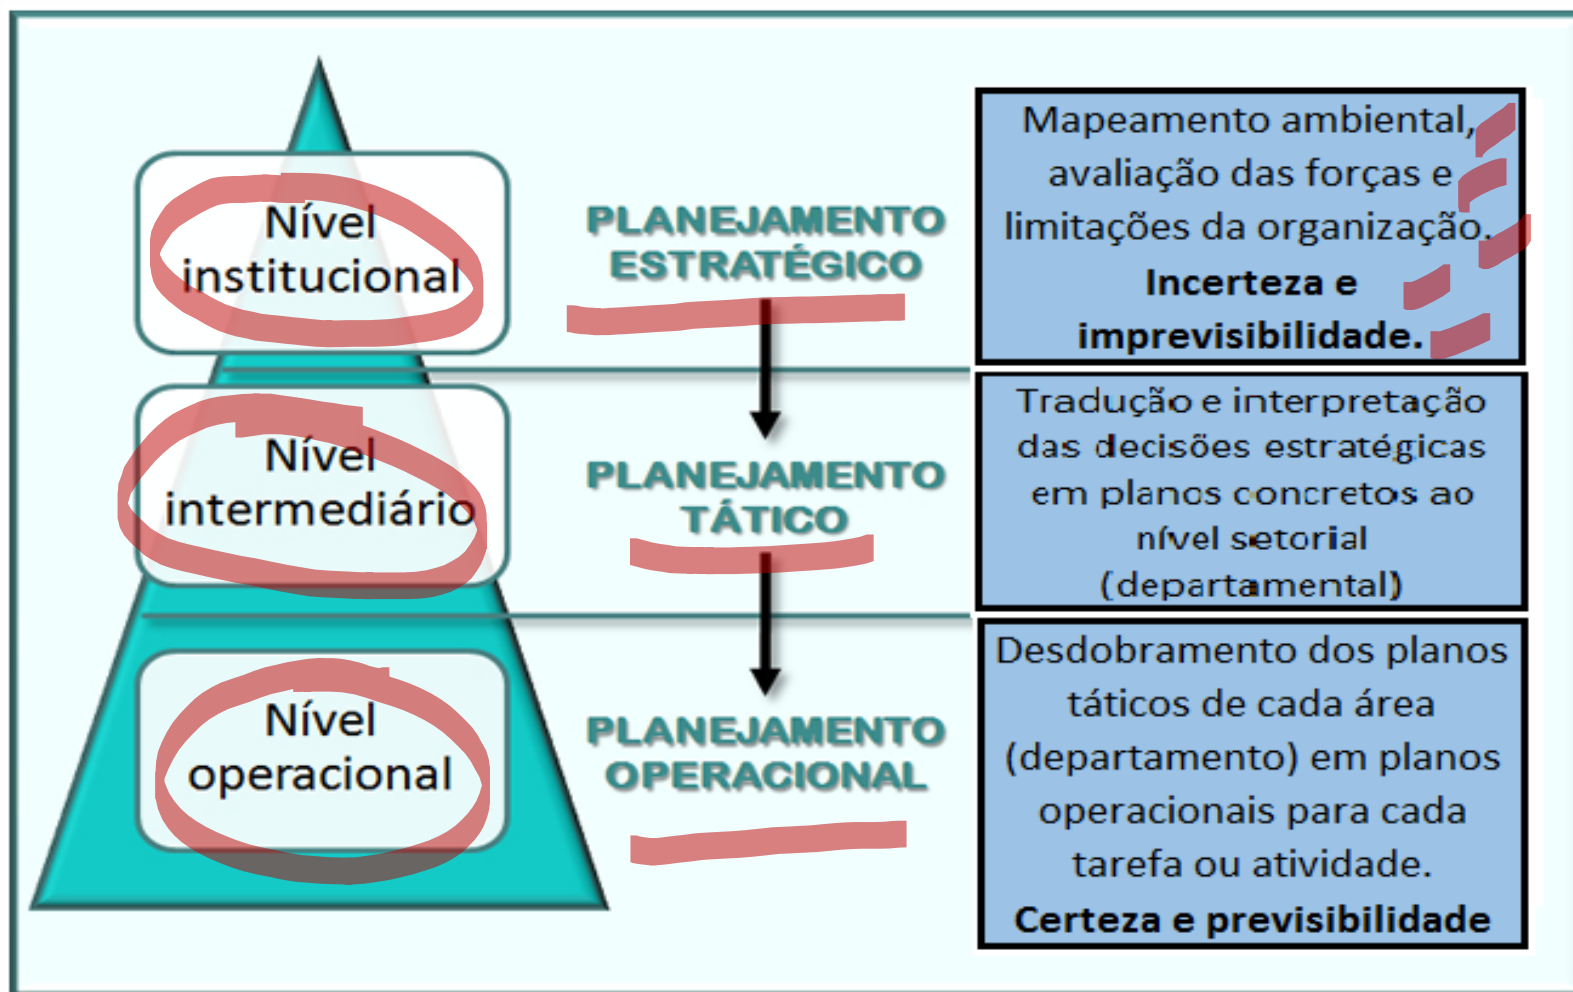 Nível
institucional
PLANEJAMENTO
ESTRATÉGICO
Mapeamento ambiental,
avaliação das forças e
limitações da organização.
Incerteza e
imprevisibilidade.
Nível
intermediário
PLANEJAMENTO
TÁTICO
Tradução e interpretação
das decisões estratégicas
em planos concretos ao
nível setorial
(departamental)
Nível
operacional
PLANEJAMENTO
OPERACIONAL
Desdobramento dos planos
táticos de cada área
(departamento) em planos
operacionais para cada
tarefa ou atividade.
Certeza e previsibilidade